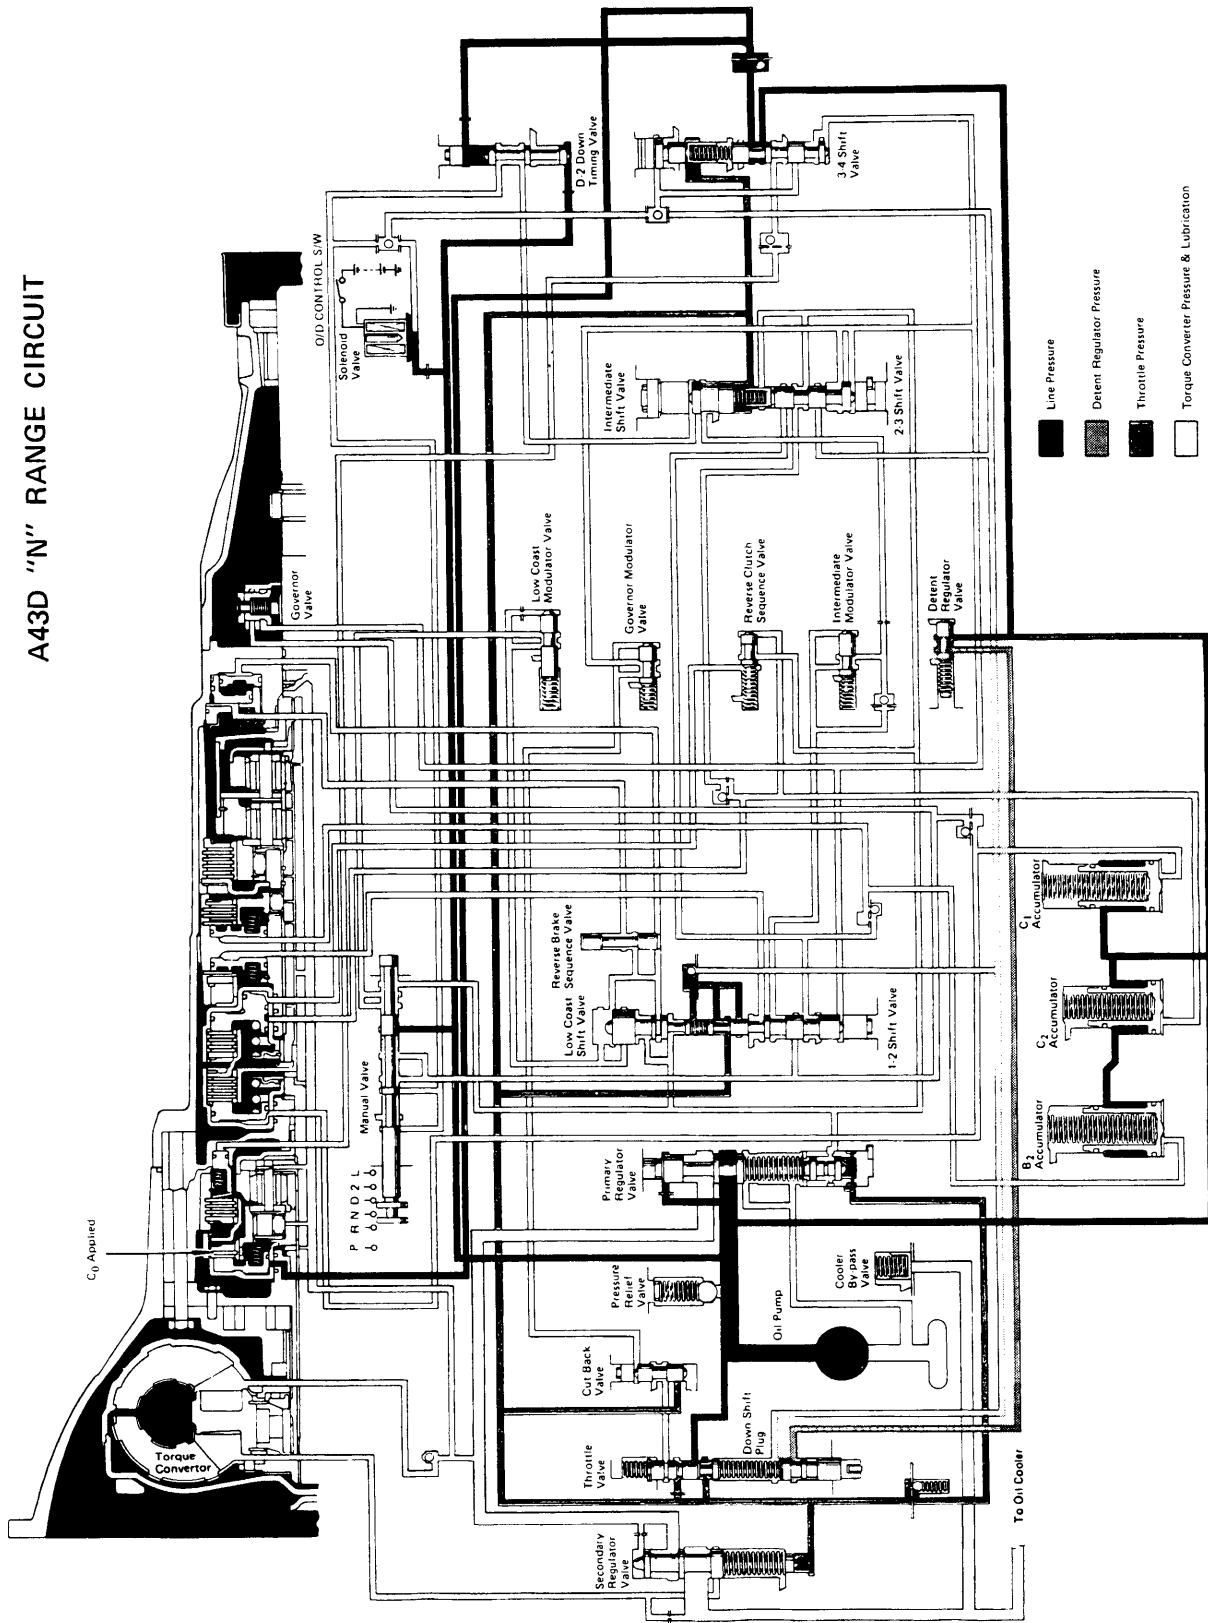 A43D "N" RANGE CIRCUIT
C0 Applied
Torque
Convertor
P R N D 2 L
Manual Valve
Governor
Valve
O/D CONTROL S/W
Solenoid
Valve
D-2 Down
Timing Valve
Secondary
Regulator
Valve
Throttle
Valve
Cut Back
Valve
Pressure
Relief
Valve
Primary
Regulator
Valve
Low Coast
Shift Valve
Reverse Brake
Sequence Valve
Low Coast
Modulator Valve
Governor Modulator
Valve
Reverse Clutch
Sequence Valve
Intermediate
Modulator Valve
Detent
Regulator
Valve
Intermediate
Shift Valve
2-3 Shift Valve
3-4 Shift
Valve
Down Shift
Plug
Oil Pump
Cooler
By-pass
Valve
1-2 Shift Valve
To Oil Cooler
B2
Accumulator
C2
Accumulator
C1
Accumulator
Line Pressure
Detent Regulator Pressure
Throttle Pressure
Torque Converter Pressure & Lubrication